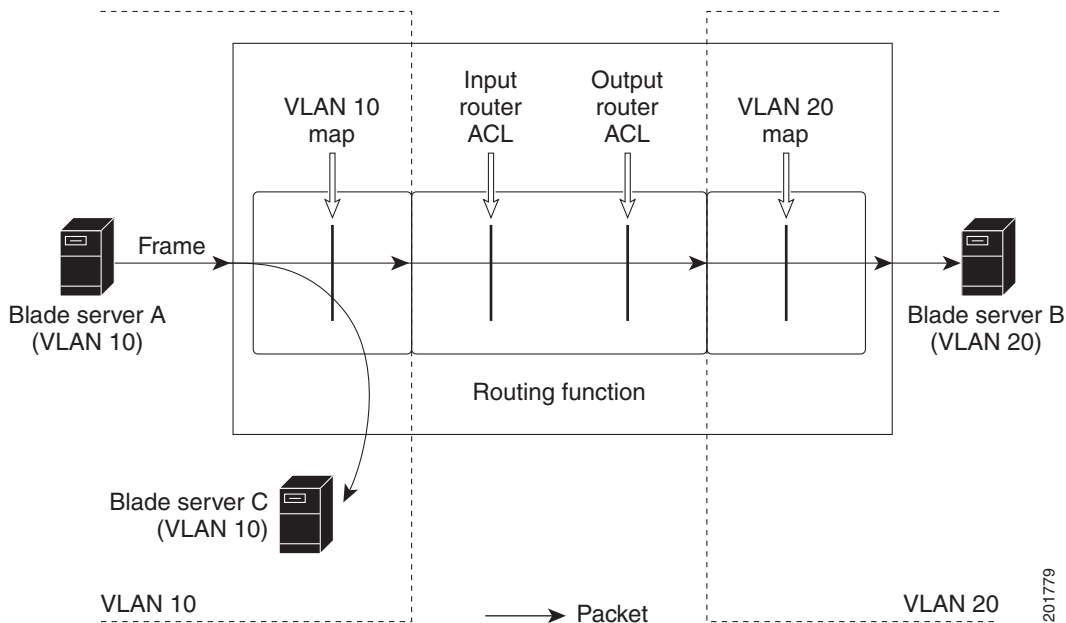 VLAN 10
map
Input
router
ACL
Output
router
ACL
VLAN 20
map
Frame
Blade server A
(VLAN 10)
Blade server B
(VLAN 20)
Routing function
Blade server C
(VLAN 10)
VLAN 10
Packet
VLAN 20
201779